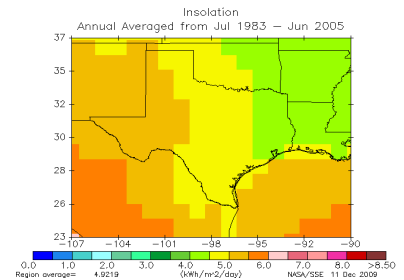 Insolation
Annual Averaged from Jul 1983 - Jun 2005
37
35
32
30
28
26
23
-107 -104 -101 -98 -95 -92 -90
0.0 1.0 2.0 3.0 4.0 5.0 6.0 7.0 8.0 >8.50
Region average= 4.9219 (kWh/m^2/day) NASA/SSE 11 Dec 2009